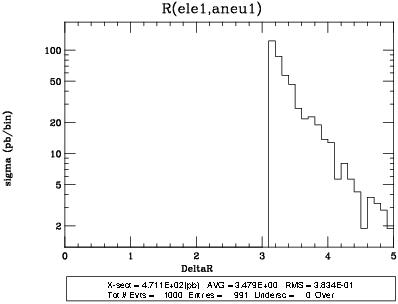 R(ele1,aneu1)
sigma (pb/bin)
100
50
20
10
5
2
0 1 2 3 4 5
DeltaR
X-sect = 4.711E+02(pb) AVG = 3.479E+00 RMS = 3.834E-01
Tot # Evts = 1000 Entries = 991 Undersc = 0 Over